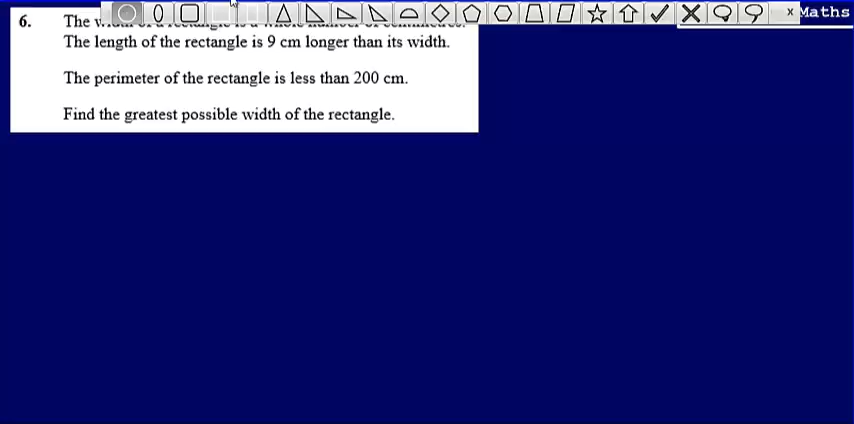 6. The
The length of the rectangle is 9 cm longer than its width.
The perimeter of the rectangle is less than 200 cm.
Find the greatest possible width of the rectangle.
x Maths